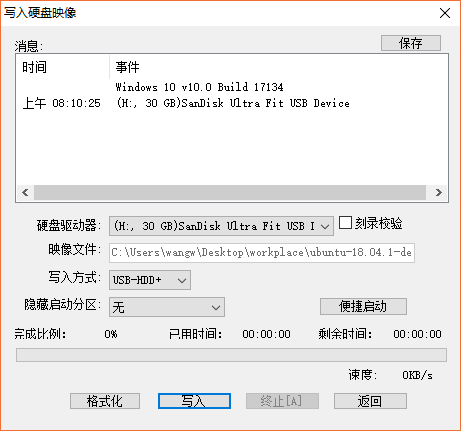 写入硬盘映像
消息:
保存
时间 事件
Windows 10 v10.0 Build 17134
上午 08:10:25 (H:, 30 GB)SanDisk Ultra Fit USB Device
硬盘驱动器: (H:, 30 GB)SanDisk Ultra Fit USB I 刻录校验
映像文件: C:\Users\wangw\Desktop\workplace\ubuntu-18.04.1-de
写入方式: USB-HDD+
隐藏启动分区: 无 便捷启动
完成比例: 0% 已用时间: 00:00:00 剩余时间: 00:00:00
速度: 0KB/s
格式化 写入 终止[A] 返回